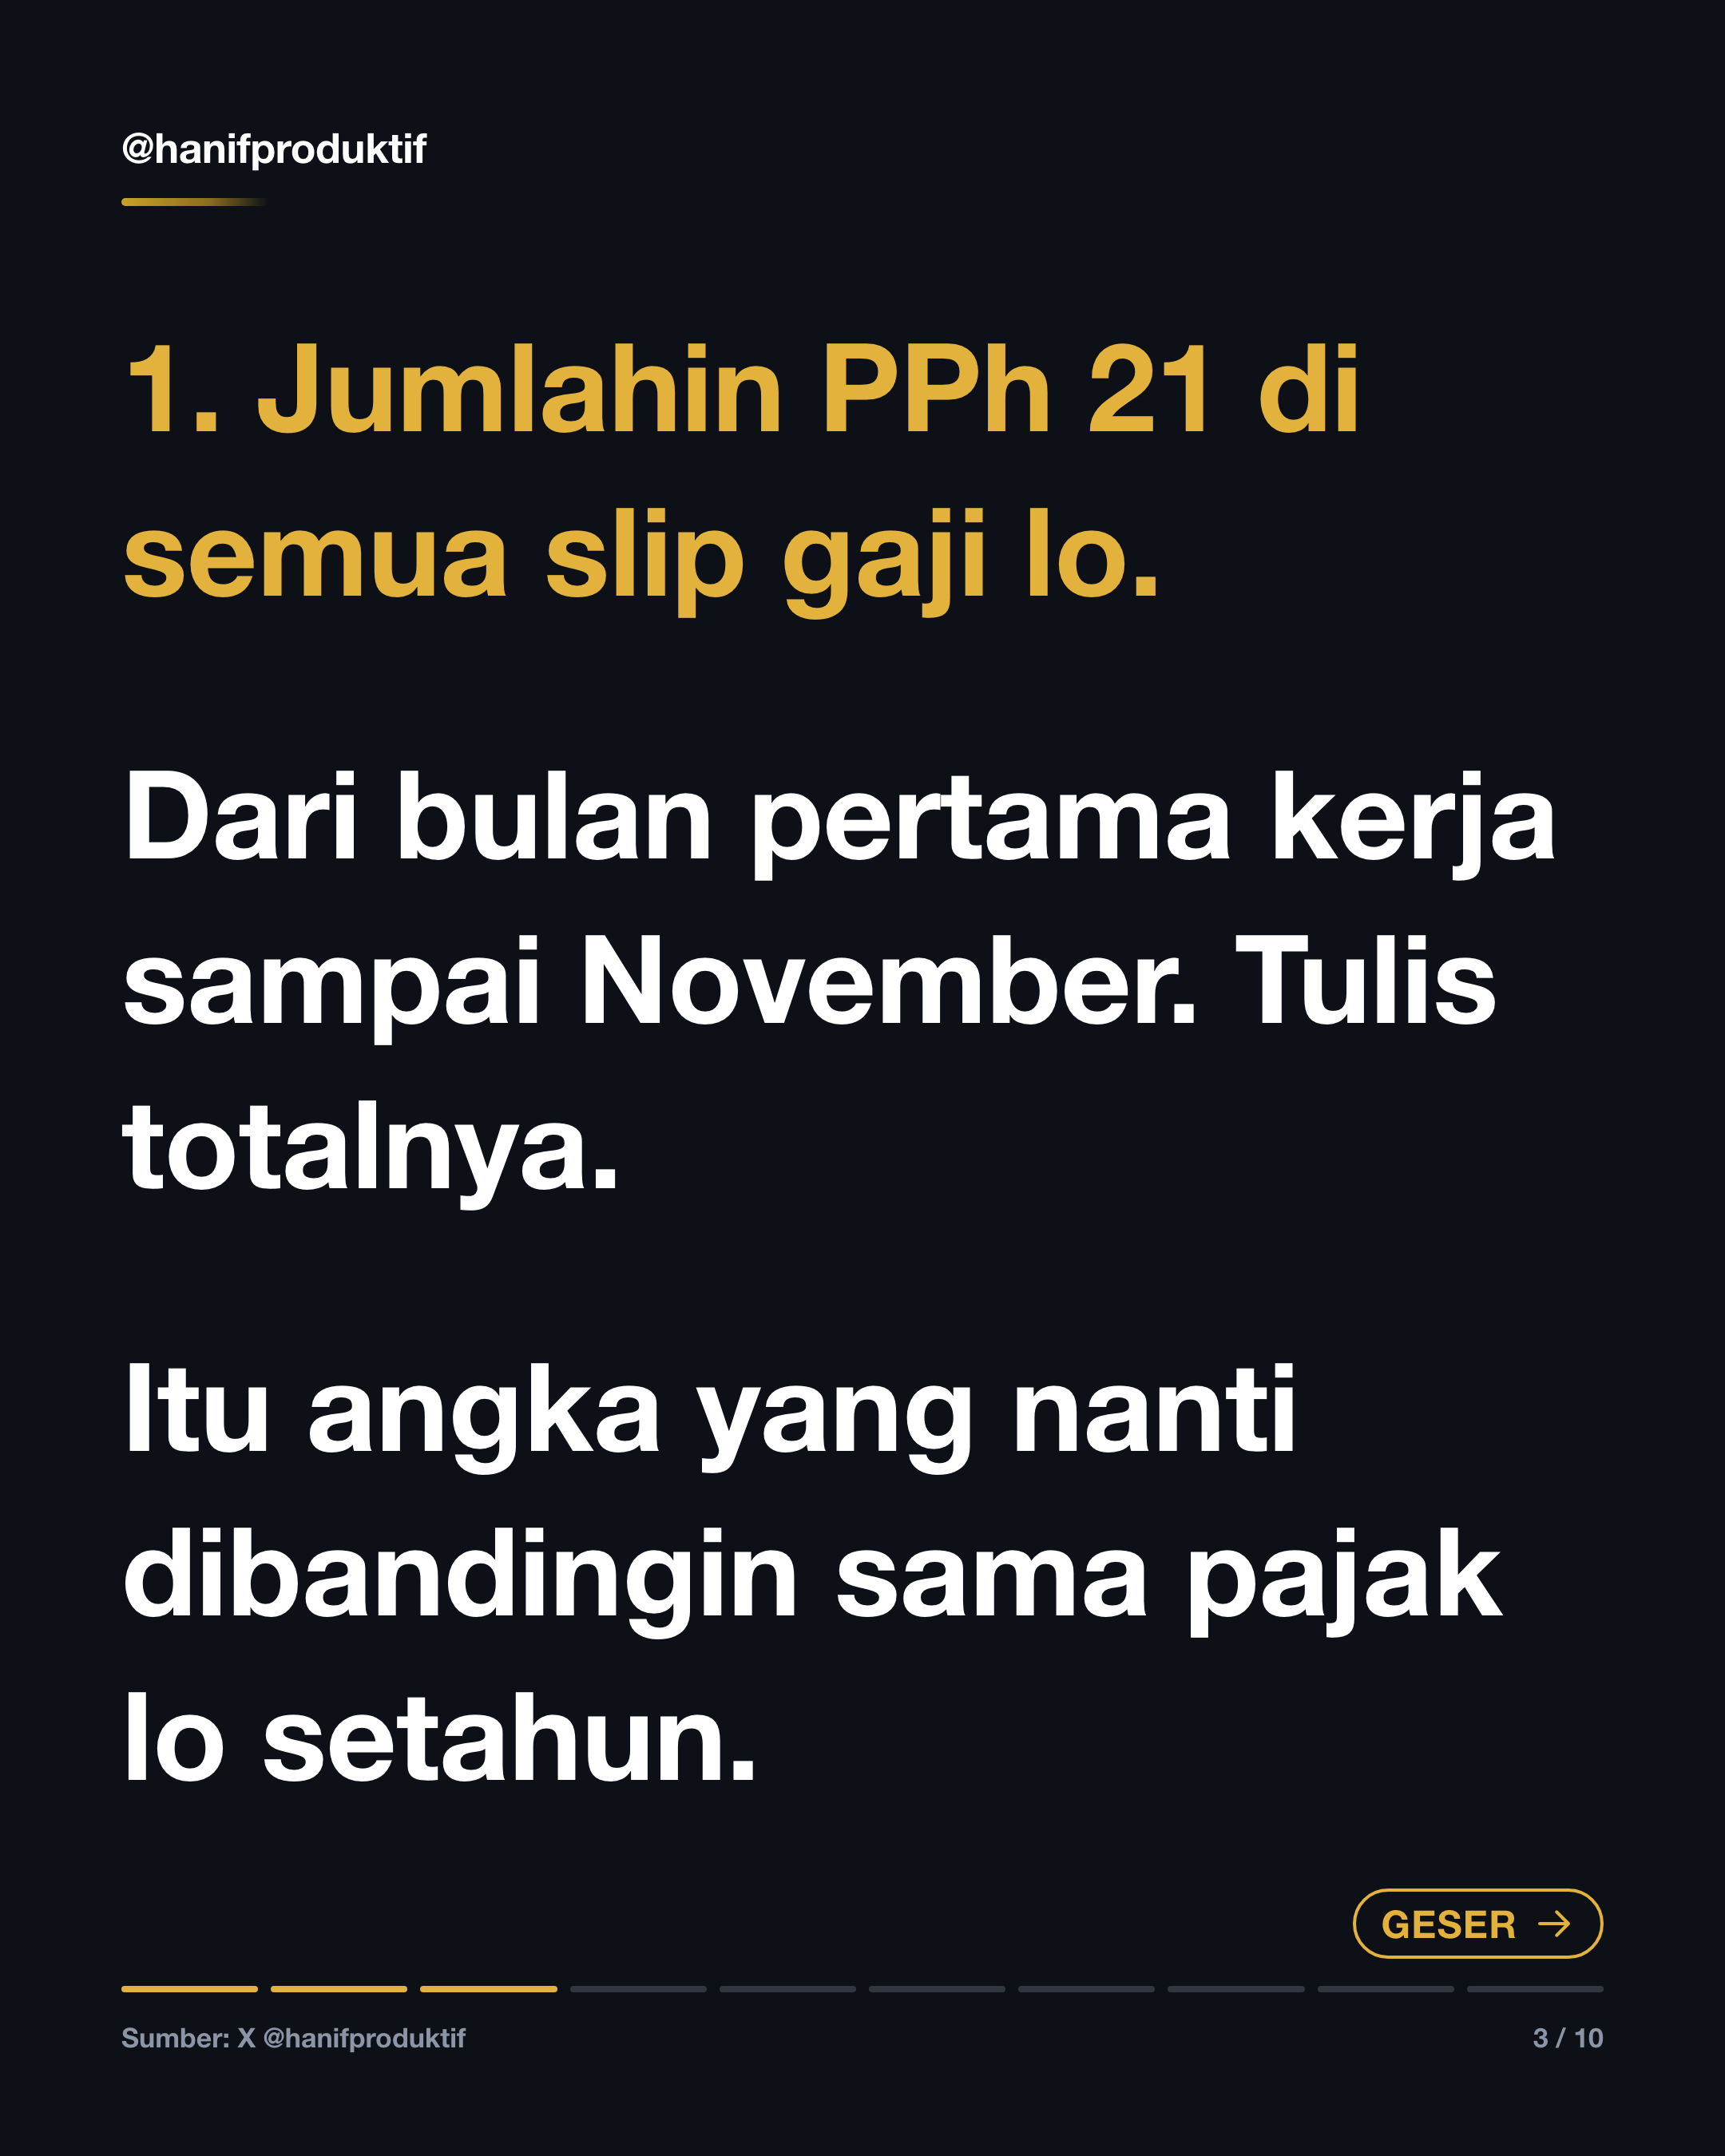 @hanifproduktif
1. Jumlahin PPh 21 di
semua slip gaji lo.
Dari bulan pertama kerja
sampai November. Tulis
totalnya.
Itu angka yang nanti
dibandingin sama pajak
lo setahun.
GESER →
Sumber: X @hanifproduktif
3 / 10